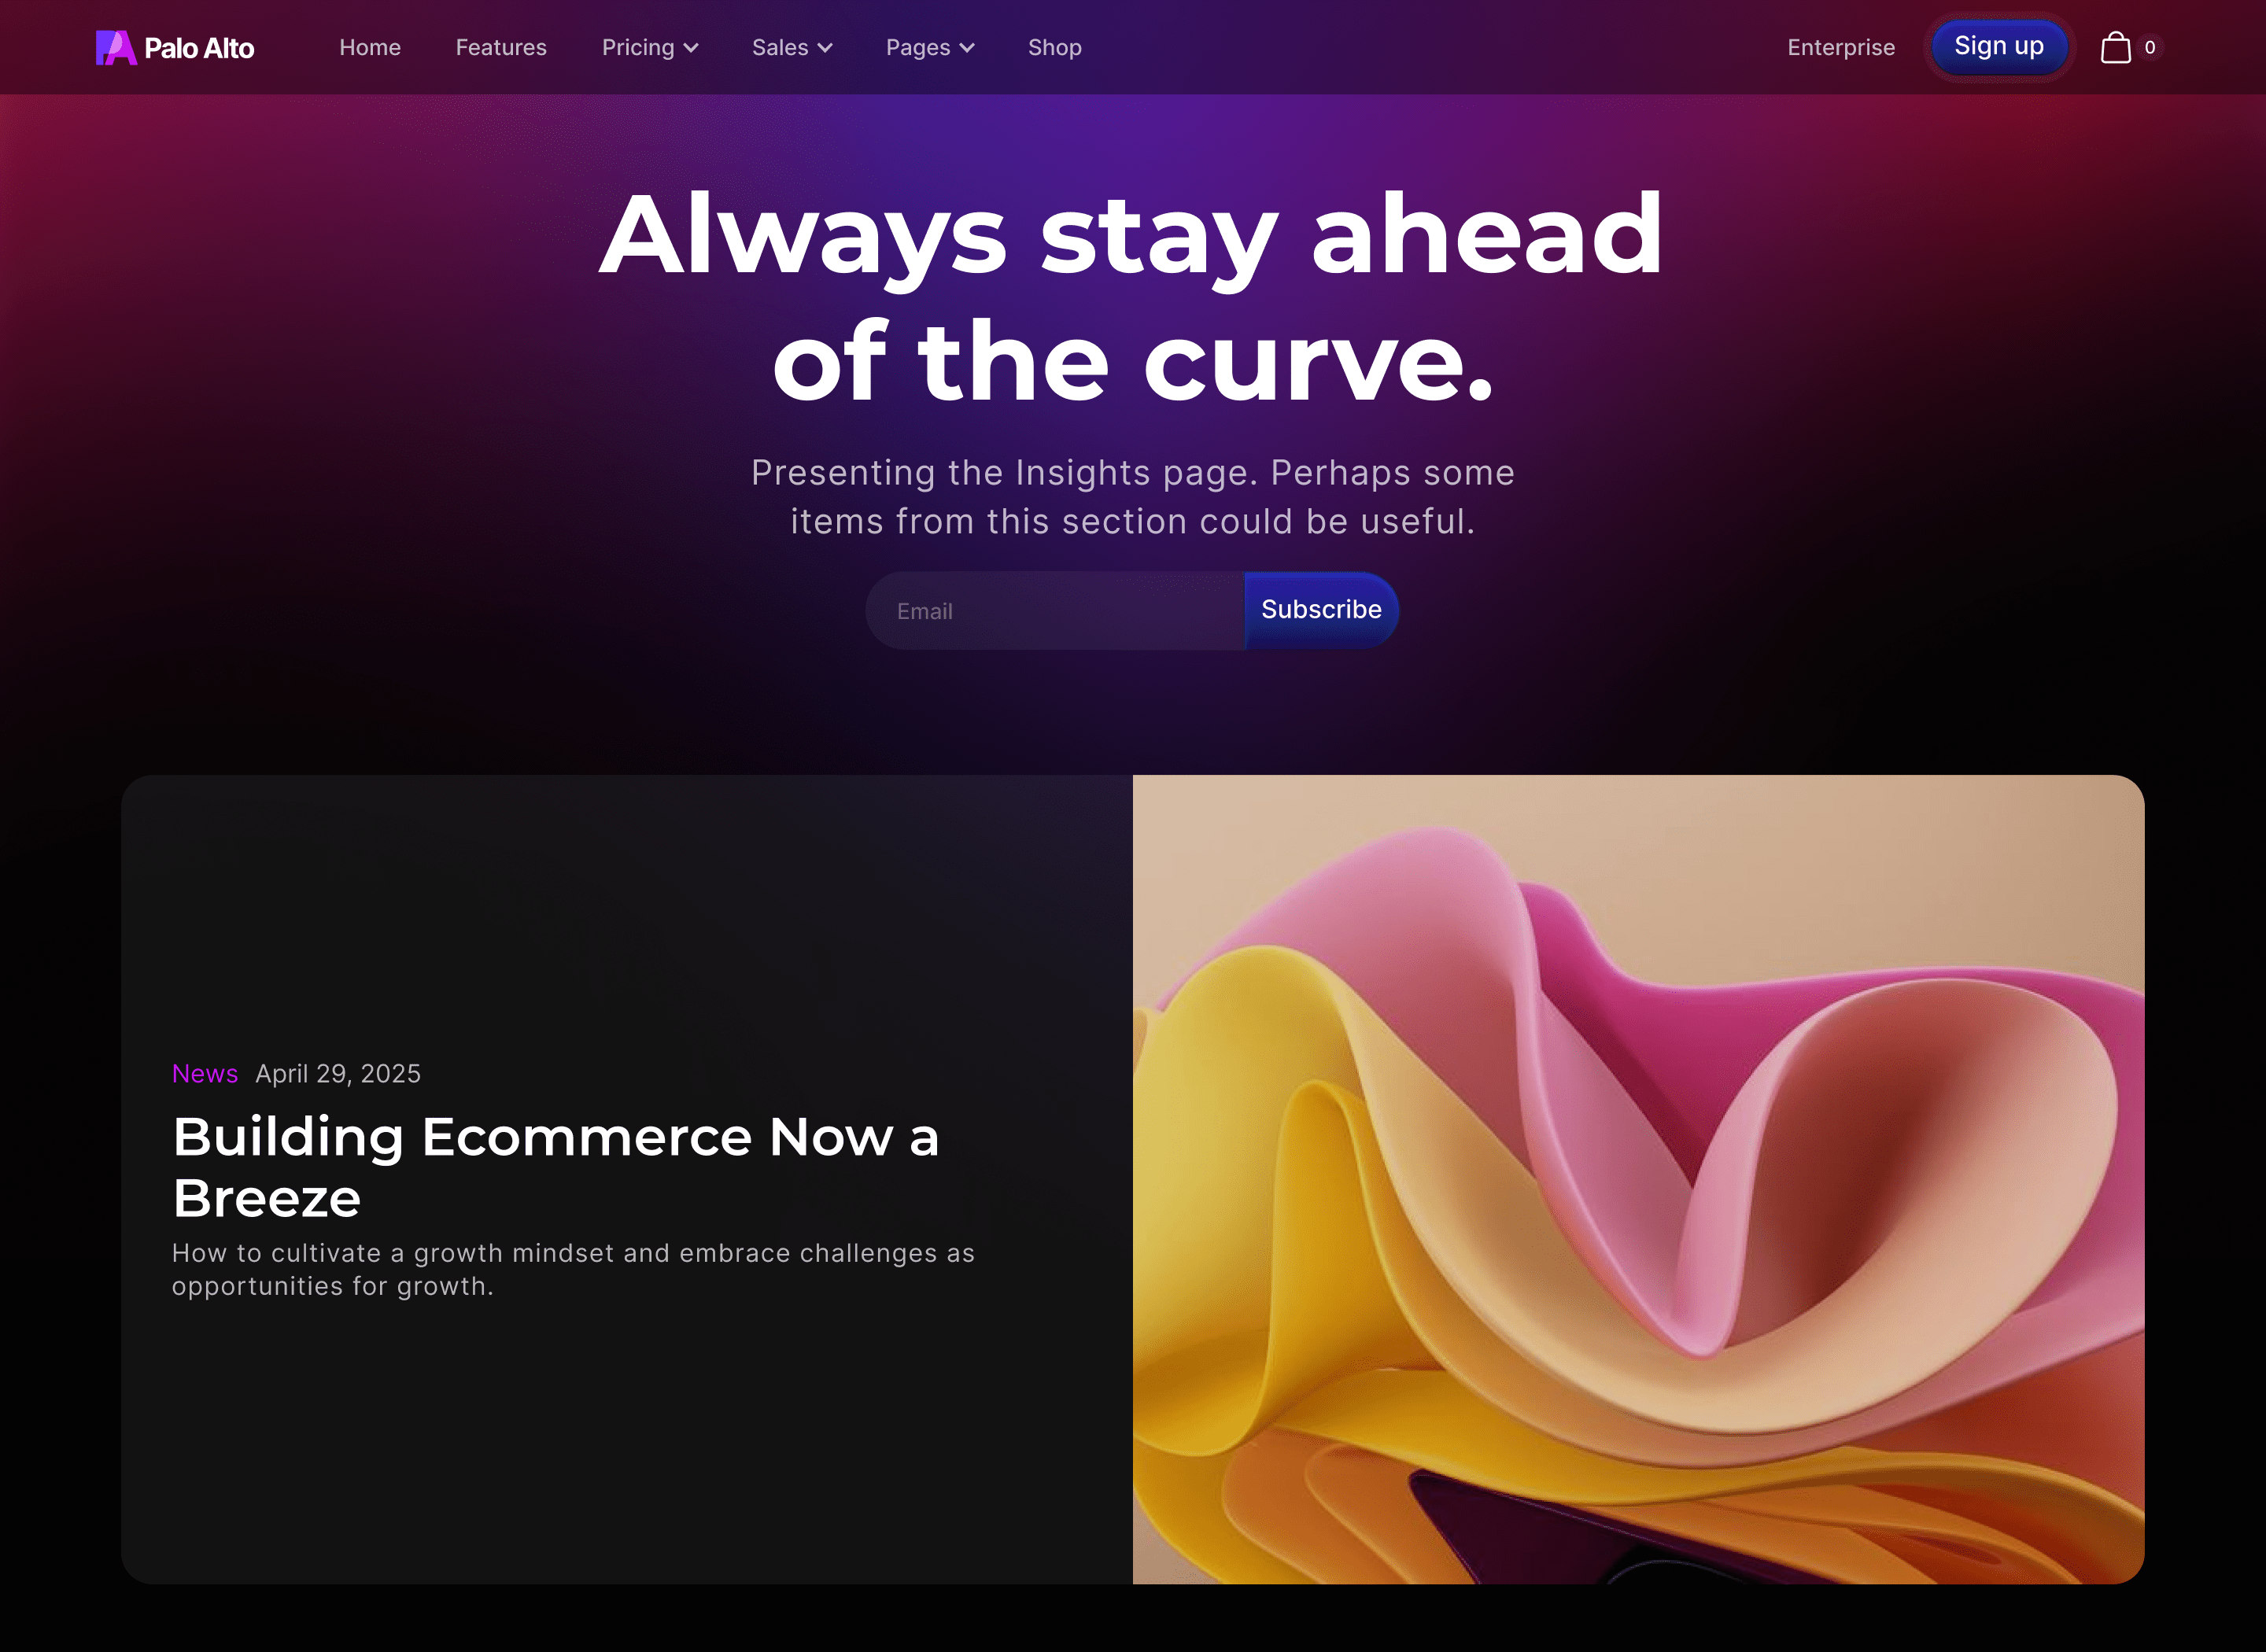 Palo Alto
Home
Features
Pricing
Sales
Pages
Shop
Enterprise
Sign up
0
Always stay ahead
of the curve.
Presenting the Insights page. Perhaps some
items from this section could be useful.
Email
Subscribe
News April 29, 2025
Building Ecommerce Now a
Breeze
How to cultivate a growth mindset and embrace challenges as
opportunities for growth.